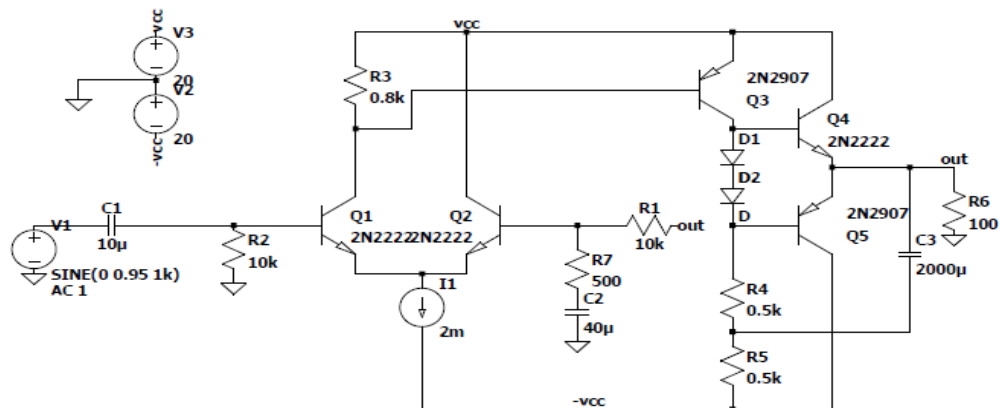 vcc
V3
20
V2
-vcc
20
vcc
R3
0.8k
2N2907
Q3
Q4
2N2222
D1
D2
D
out
R6
100
V1
C1
10µ
R2
10k
SINE(0 0.95 1k)
AC 1
Q1
2N2222
Q2
2N2222
R1
10k
out
R7
500
C2
40µ
I1
2m
2N2907
Q5
C3
2000µ
R4
0.5k
R5
0.5k
-vcc